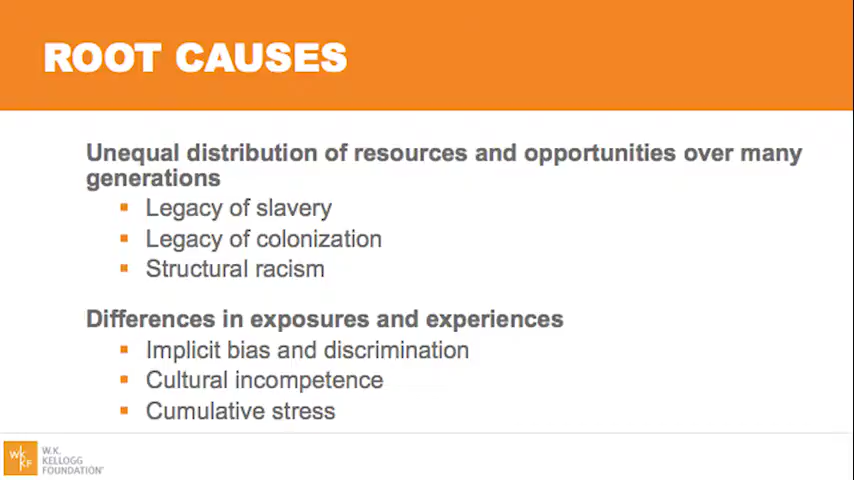 ROOT CAUSES
Unequal distribution of resources and opportunities over many
generations
Legacy of slavery
Legacy of colonization
Structural racism
Differences in exposures and experiences
Implicit bias and discrimination
Cultural incompetence
Cumulative stress
WK
KF
W.K.
KELLOGG
FOUNDATION